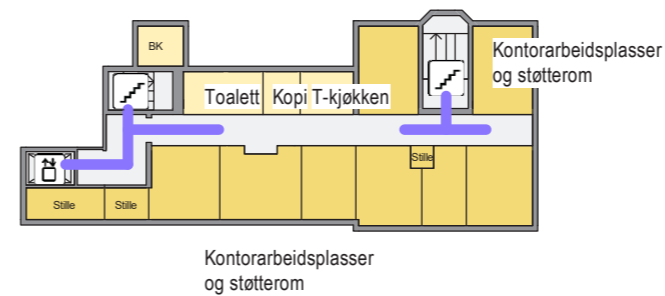 BK
Kontorarbeidsplasser
og støtterom
Toalett Kopi T-kjøkken
Stille
Stille Stille
Kontorarbeidsplasser
og støtterom